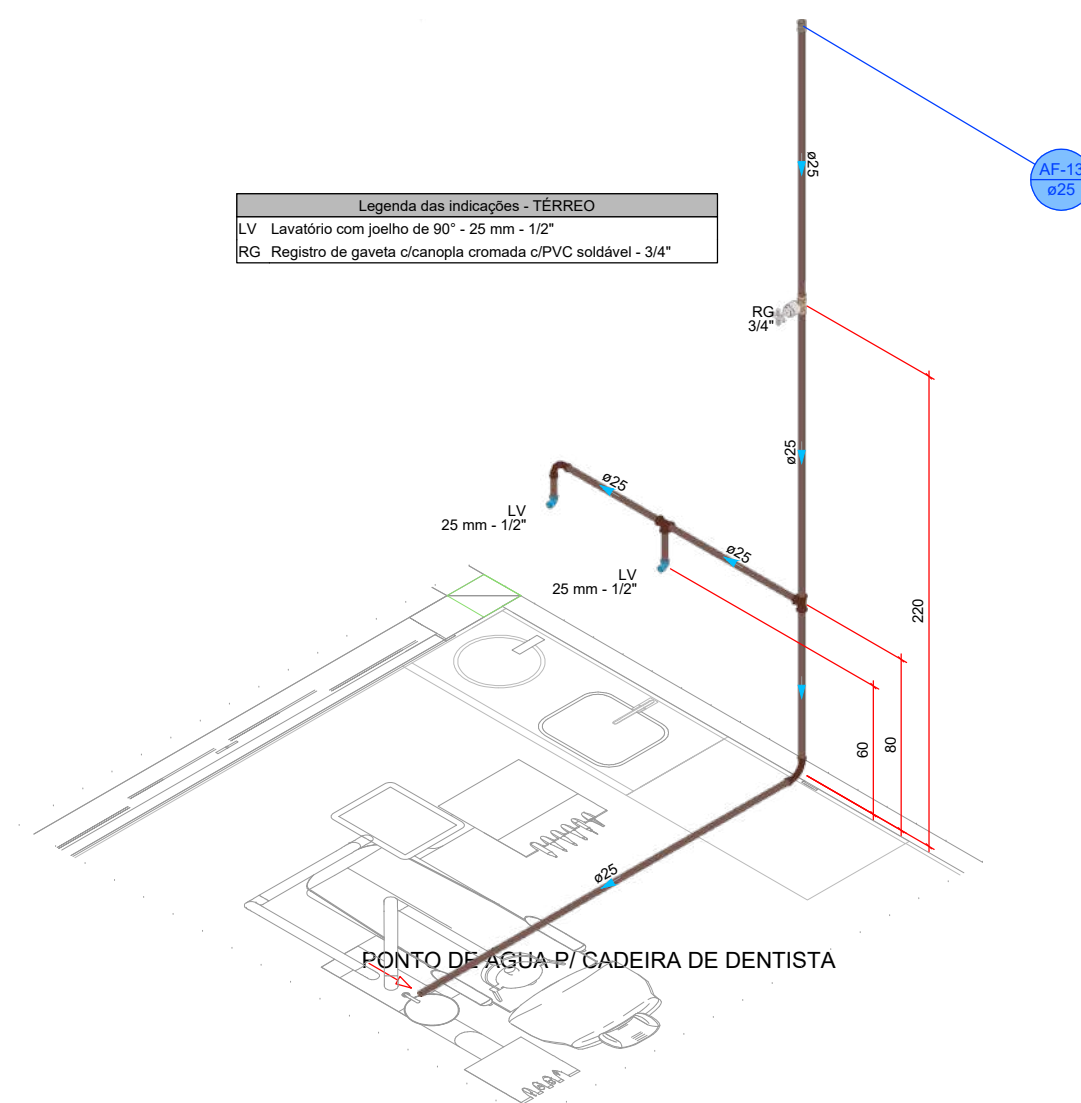 AF-13
ø25
ø25
Legenda das indicações - TÉRREO
LV Lavatório com joelho de 90° - 25 mm - 1/2"
RG Registro de gaveta c/canopla cromada c/PVC soldável - 3/4"
RG
3/4"
ø25
ø25
LV
25 mm - 1/2"
ø25
LV
25 mm - 1/2"
220
60
80
ø25
PONTO DE ÁGUA P/ CADEIRA DE DENTISTA